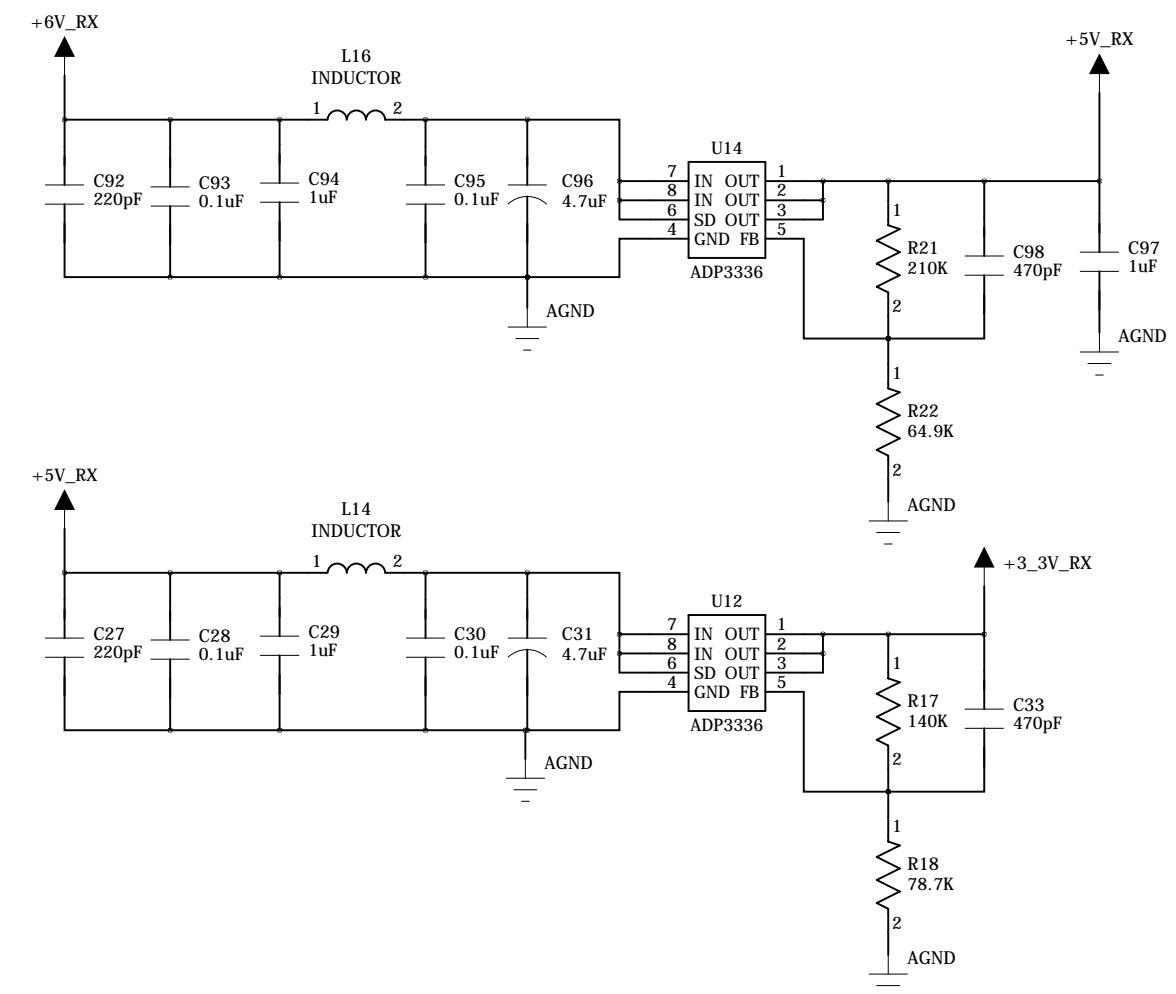 +6V_RX
L16
INDUCTOR
1 2
C92
220pF
C93
0.1uF
C94
1uF
C95
0.1uF
C96
4.7uF
AGND
U14
7 IN OUT 1
8 IN OUT 2
6 SD OUT 3
4 GND FB 5
ADP3336
+5V_RX
1
R21
210K
2
C98
470pF
C97
1uF
AGND
1
R22
64.9K
2
AGND
+5V_RX
L14
INDUCTOR
1 2
C27
220pF
C28
0.1uF
C29
1uF
C30
0.1uF
C31
4.7uF
AGND
U12
7 IN OUT 1
8 IN OUT 2
6 SD OUT 3
4 GND FB 5
ADP3336
+3_3V_RX
1
R17
140K
2
C33
470pF
1
R18
78.7K
2
AGND